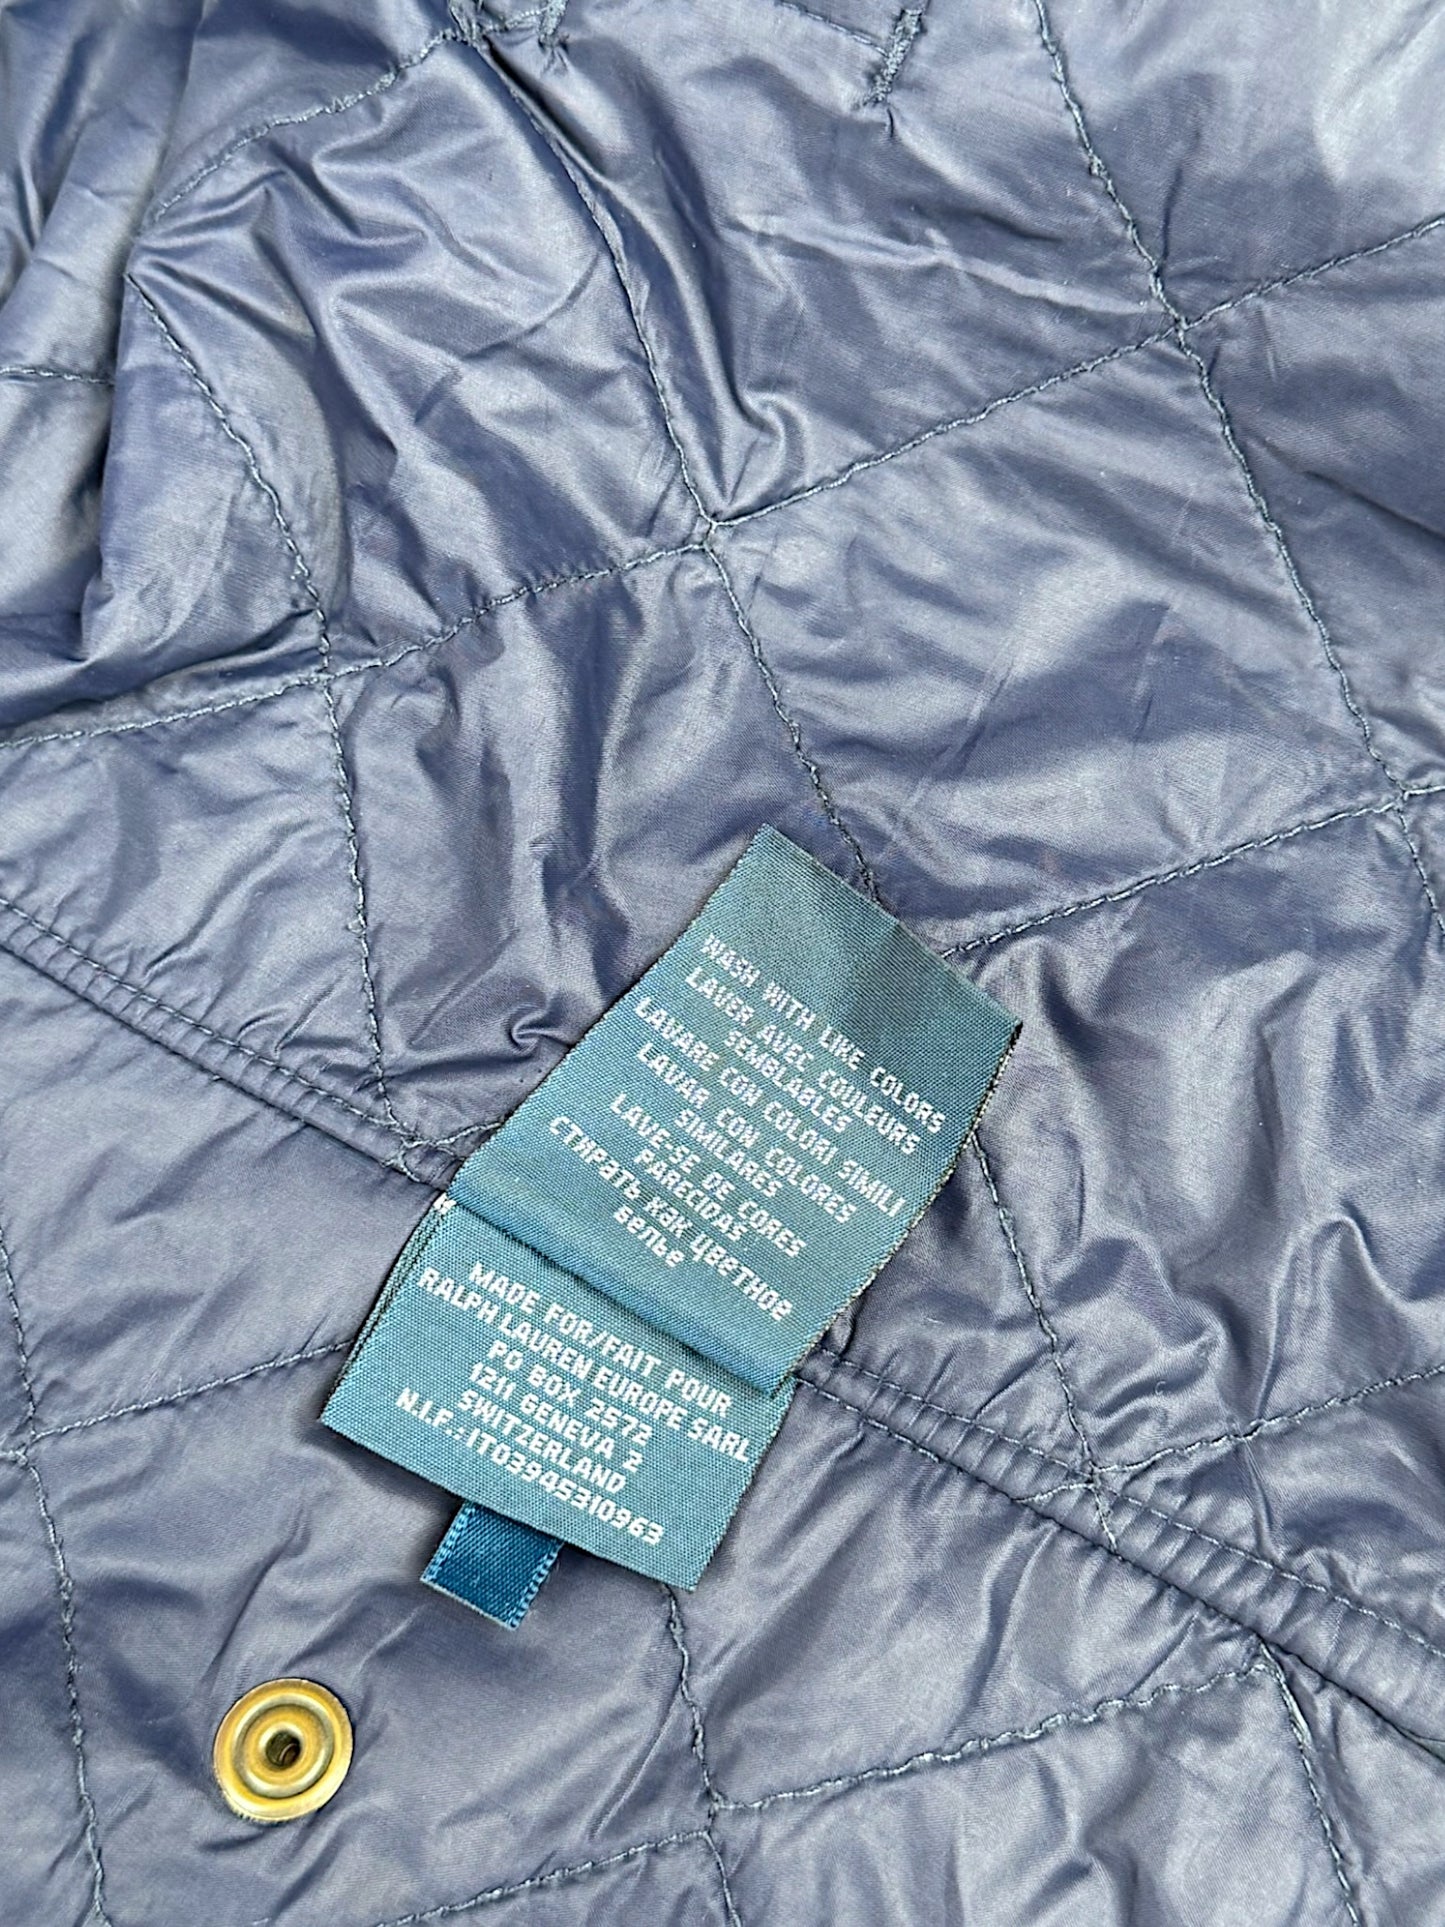 WASH WITH LIKE COLORS
LAVER AVEC COULEURS
SEMBLABLES
LAVARE CON COLORI SIMILI
LAVAR CON COLORES
SIMILARES
LAVE-SE DE CORES
PARECIDAS
Стирать как цветное
белье
MADE FOR/FAIT POUR
RALPH LAUREN EUROPE SARL
PO BOX 2572
1211 GENEVA 2
SWITZERLAND
N.I.F.:IT03945310963